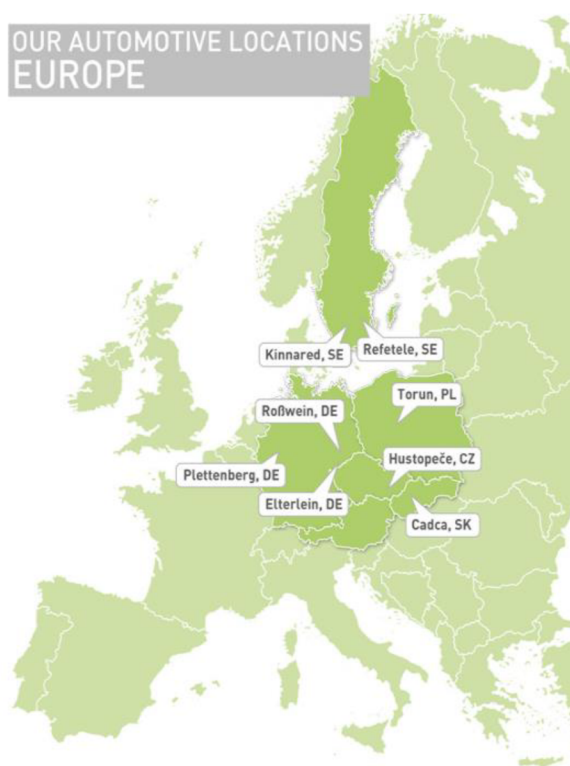 OUR AUTOMOTIVE LOCATIONS
EUROPE
Kinnared, SE
Refetele, SE
Torun, PL
Roßwein, DE
Hustopeče, CZ
Plettenberg, DE
Elterlein, DE
Cadca, SK